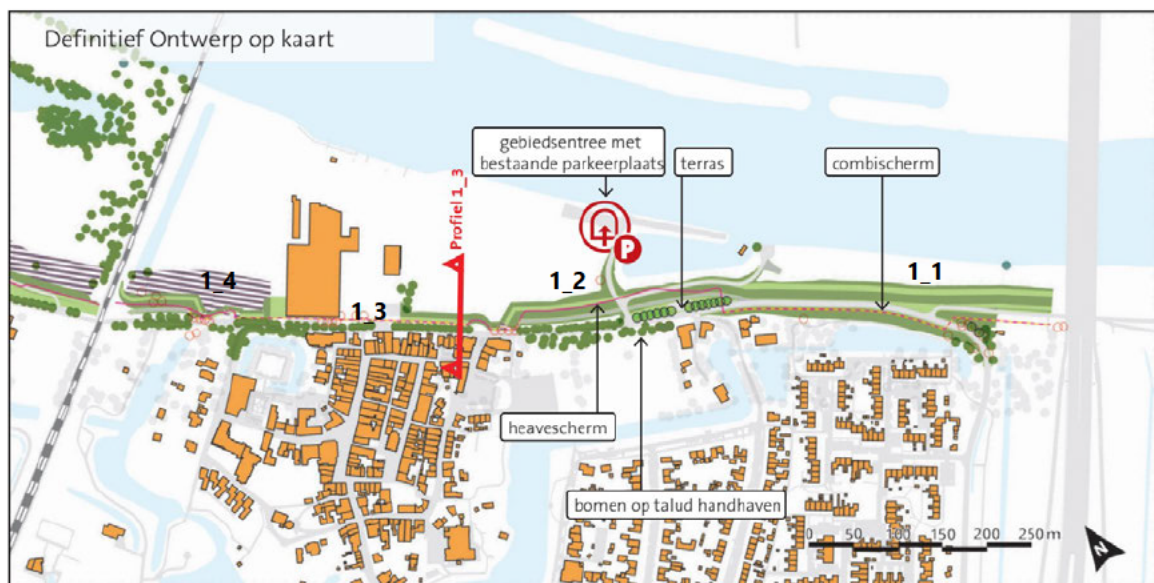 Definitief Ontwerp op kaart
gebiedsentree met
bestaande parkeerplaats
terras
combischerm
Profiel 1_3
P
1_4
1_3
1_2
1_1
heavescherm
bomen op talud handhaven
0 50 100 150 200 250 m
N